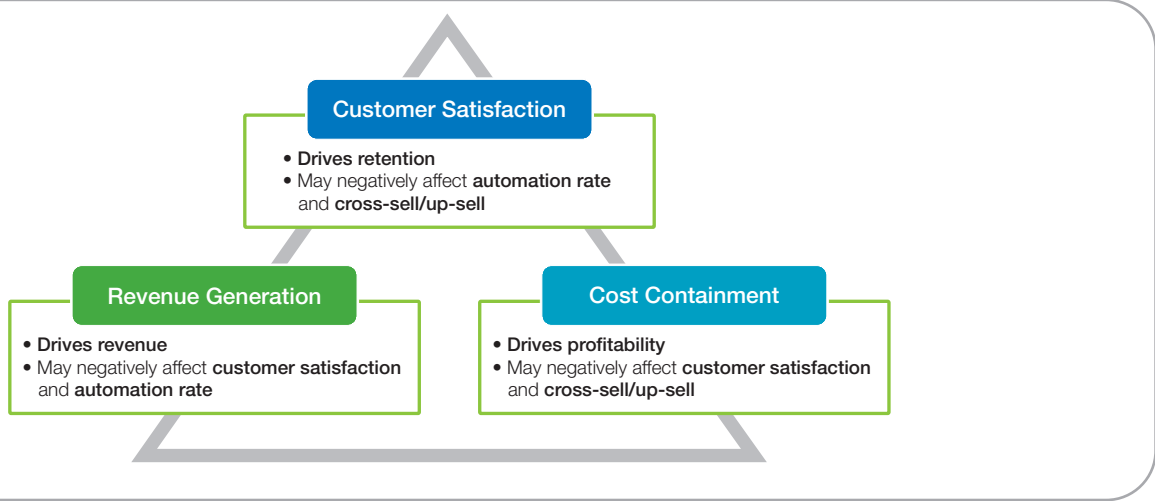 Customer Satisfaction
• Drives retention
• May negatively affect automation rate
and cross-sell/up-sell
Revenue Generation
• Drives revenue
• May negatively affect customer satisfaction
and automation rate
Cost Containment
• Drives profitability
• May negatively affect customer satisfaction
and cross-sell/up-sell